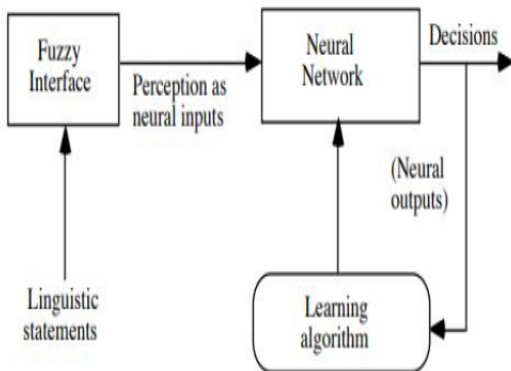 Fuzzy
Interface
Perception as
neural inputs
Neural
Network
Decisions
(Neural
outputs)
Linguistic
statements
Learning
algorithm